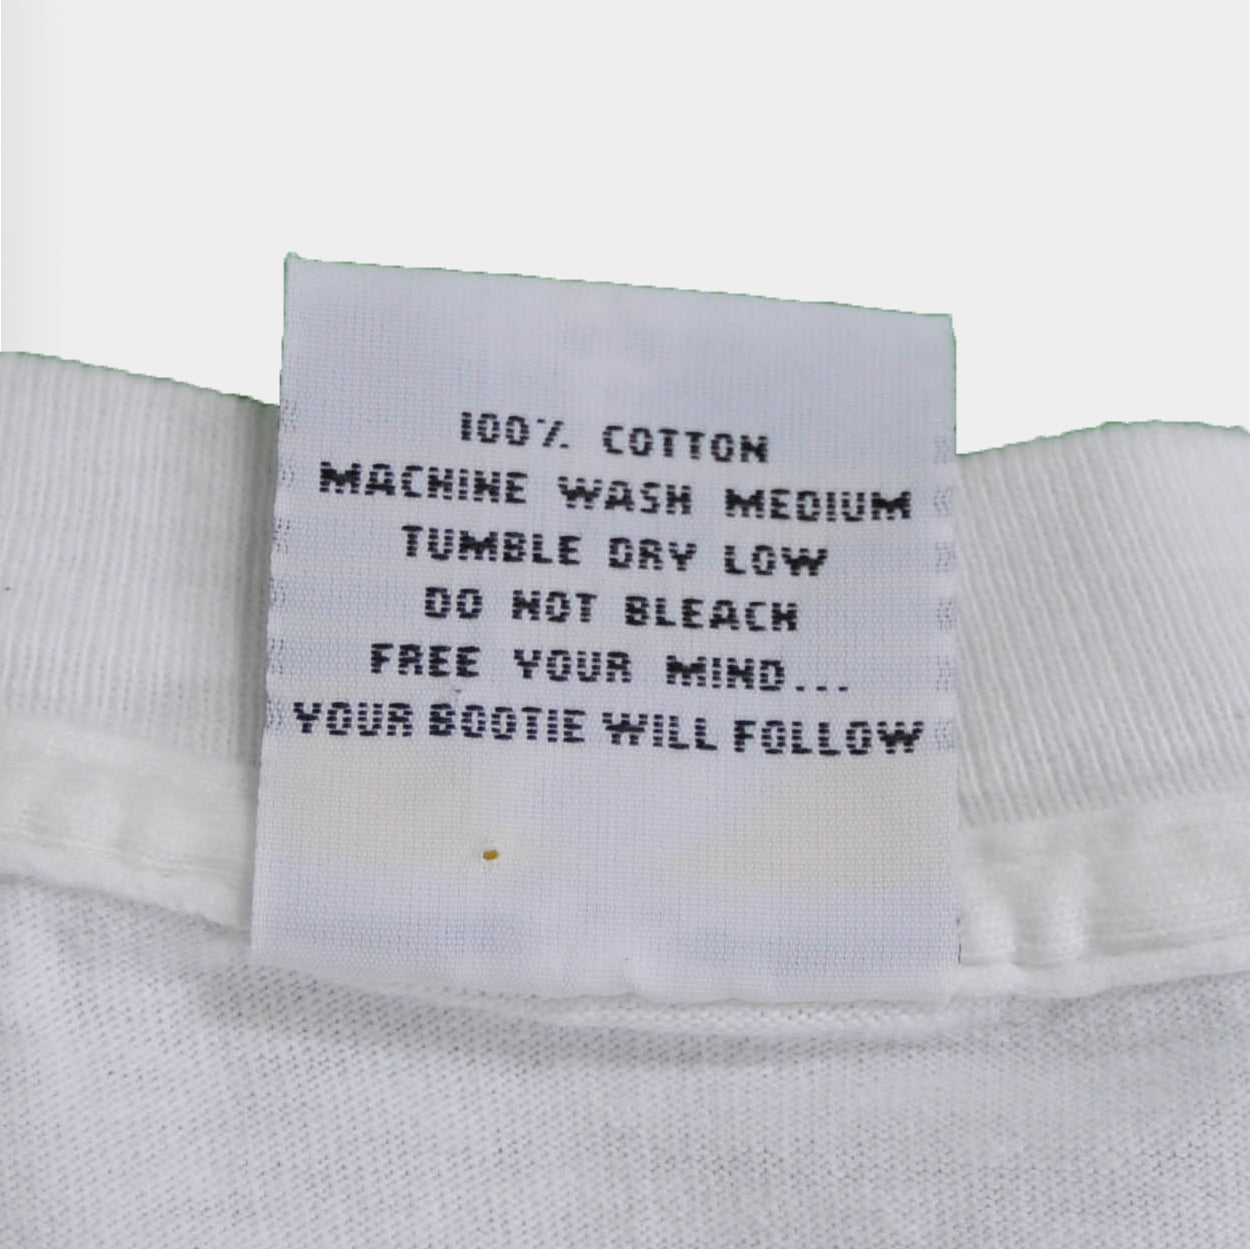 100% COTTON
MACHINE WASH MEDIUM
TUMBLE DRY LOW
DO NOT BLEACH
FREE YOUR MIND...
YOUR BOOTIE WILL FOLLOW